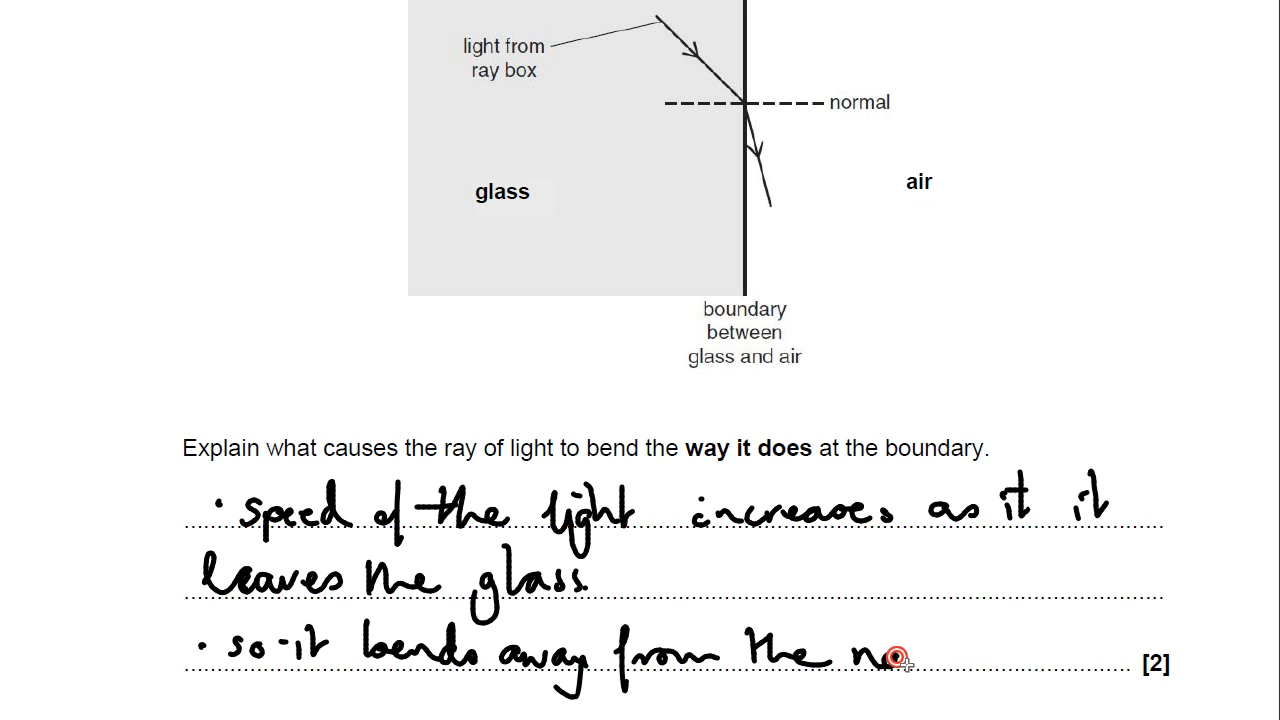 light from
ray box
normal
glass
air
boundary
between
glass and air
Explain what causes the ray of light to bend the way it does at the boundary.
• speed of the light increases as it it
leaves the glass.
• so it bends away from the no
[2]